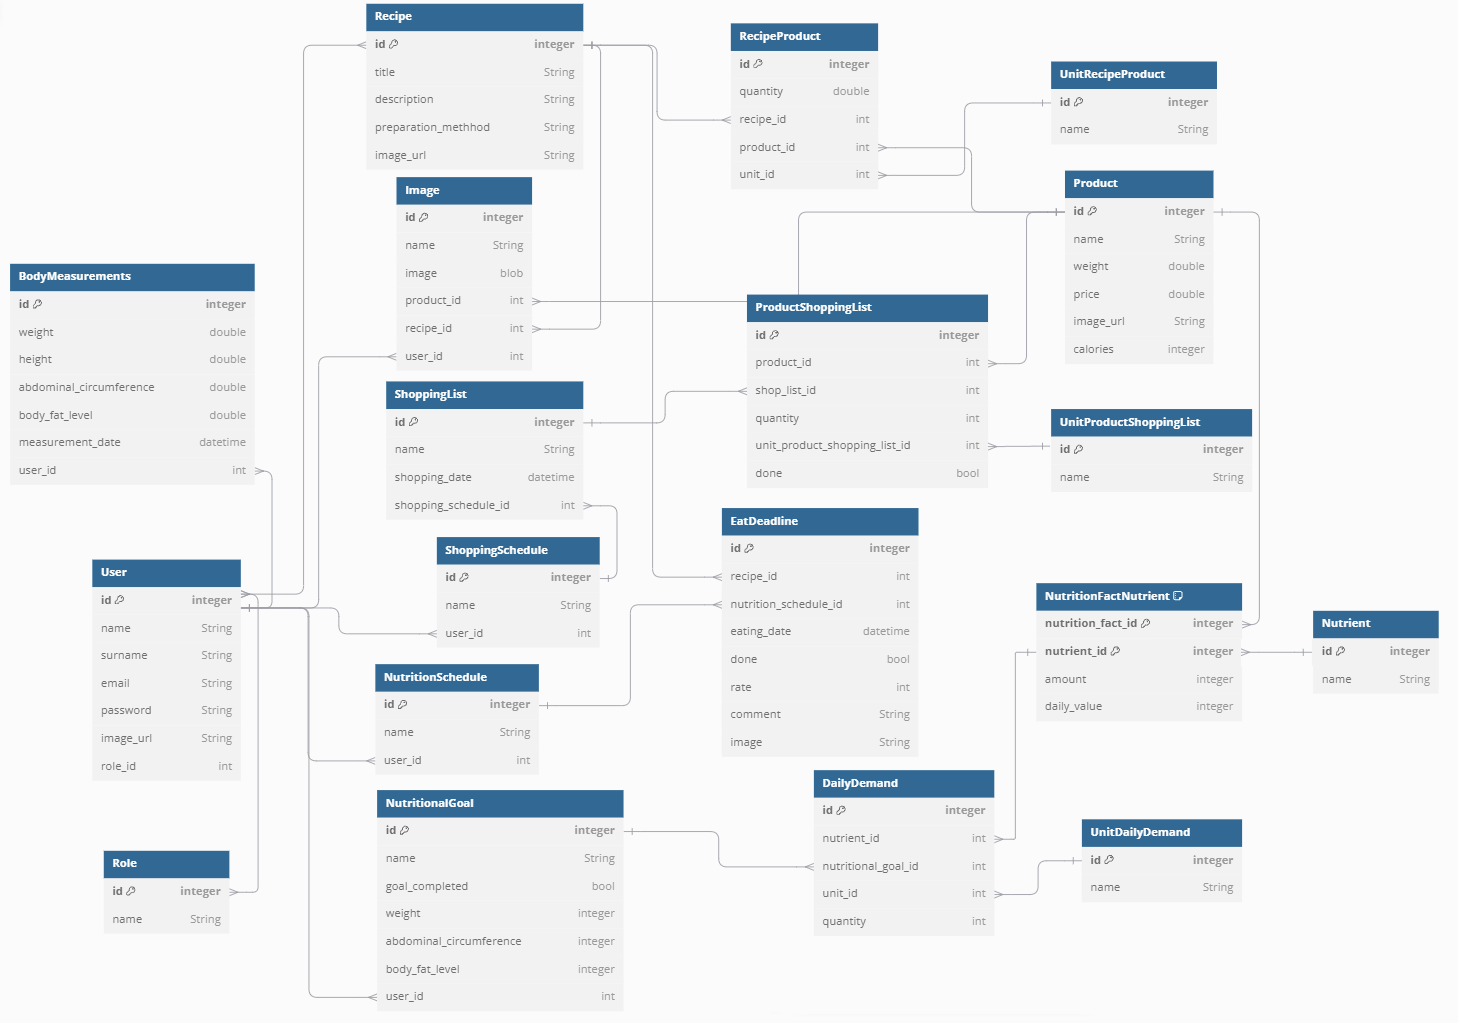 Recipe
id integer
title String
description String
preparation_methhod String
image_url String
Image
id integer
name String
image blob
product_id int
recipe_id int
user_id int
BodyMeasurements
id integer
weight double
height double
abdominal_circumference double
body_fat_level double
measurement_date datetime
user_id int
ShoppingList
id integer
name String
shopping_date datetime
shopping_schedule_id int
ShoppingSchedule
id integer
name String
user_id int
User
id integer
name String
surname String
email String
password String
image_url String
role_id int
NutritionSchedule
id integer
name String
user_id int
Role
id integer
name String
NutritionalGoal
id integer
name String
goal_completed bool
weight integer
abdominal_circumference integer
body_fat_level integer
user_id int
RecipeProduct
id integer
quantity double
recipe_id int
product_id int
unit_id int
UnitRecipeProduct
id integer
name String
Product
id integer
name String
weight double
price double
image_url String
calories integer
ProductShoppingList
id integer
product_id int
shop_list_id int
quantity int
unit_product_shopping_list_id int
done bool
UnitProductShoppingList
id integer
name String
EatDeadline
id integer
recipe_id int
nutrition_schedule_id int
eating_date datetime
done bool
rate int
comment String
image String
NutritionFactNutrient
nutrition_fact_id integer
nutrient_id integer
amount integer
daily_value integer
Nutrient
id integer
name String
DailyDemand
id integer
nutrient_id int
nutritional_goal_id int
unit_id int
quantity int
UnitDailyDemand
id integer
name String